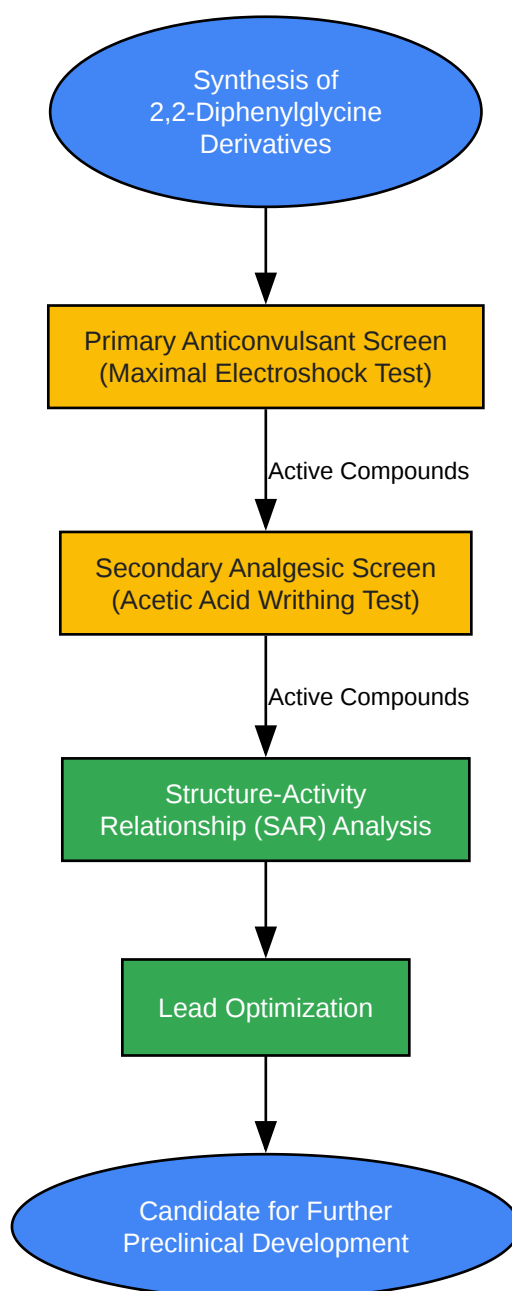 Synthesis of
2,2-Diphenylglycine
Derivatives
Primary Anticonvulsant Screen
(Maximal Electroshock Test)
Active Compounds
Secondary Analgesic Screen
(Acetic Acid Writhing Test)
Active Compounds
Structure-Activity
Relationship (SAR) Analysis
Lead Optimization
Candidate for Further
Preclinical Development